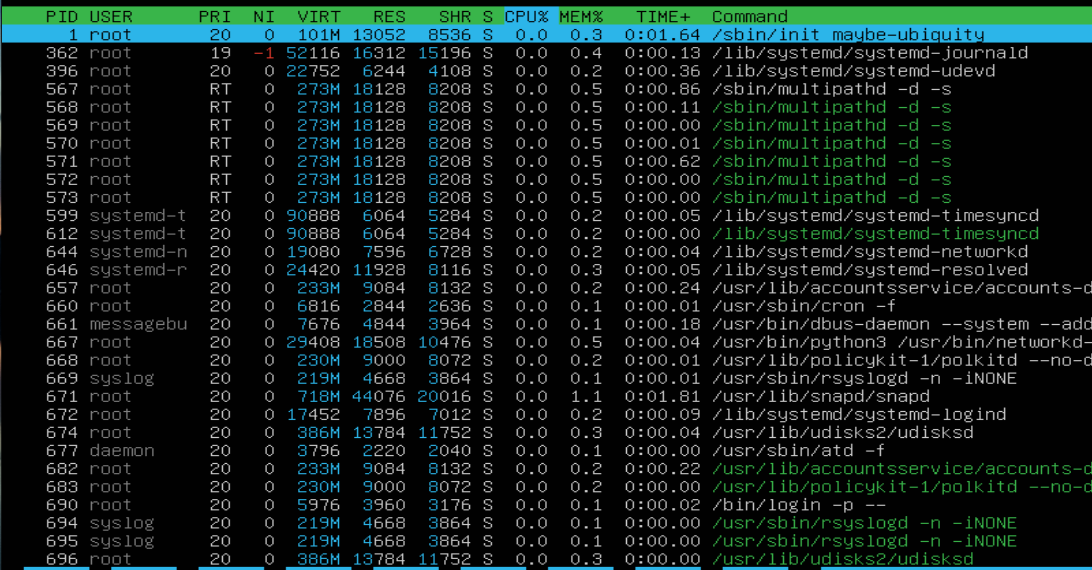 PID USER PRI NI VIRT RES SHR S CPU% MEM% TIME+ Command
1 root 20 0 101M 13052 8536 S 0.0 0.3 0:01.64 /sbin/init maybe-ubiquity
362 root 19 -1 52116 16312 15196 S 0.0 0.4 0:00.13 /lib/systemd/systemd-journald
396 root 20 0 22752 6244 4108 S 0.0 0.2 0:00.36 /lib/systemd/systemd-udevd
567 root RT 0 273M 18128 8208 S 0.0 0.5 0:00.86 /sbin/multipathd -d -s
568 root RT 0 273M 18128 8208 S 0.0 0.5 0:00.11 /sbin/multipathd -d -s
569 root RT 0 273M 18128 8208 S 0.0 0.5 0:00.00 /sbin/multipathd -d -s
570 root RT 0 273M 18128 8208 S 0.0 0.5 0:00.01 /sbin/multipathd -d -s
571 root RT 0 273M 18128 8208 S 0.0 0.5 0:00.62 /sbin/multipathd -d -s
572 root RT 0 273M 18128 8208 S 0.0 0.5 0:00.00 /sbin/multipathd -d -s
573 root RT 0 273M 18128 8208 S 0.0 0.5 0:00.00 /sbin/multipathd -d -s
599 systemd-t 20 0 90888 6064 5284 S 0.0 0.2 0:00.05 /lib/systemd/systemd-timesyncd
612 systemd-t 20 0 90888 6064 5284 S 0.0 0.2 0:00.00 /lib/systemd/systemd-timesyncd
644 systemd-n 20 0 19080 7596 6728 S 0.0 0.2 0:00.04 /lib/systemd/systemd-networkd
646 systemd-r 20 0 24420 11928 8116 S 0.0 0.3 0:00.05 /lib/systemd/systemd-resolved
657 root 20 0 233M 9084 8132 S 0.0 0.2 0:00.24 /usr/lib/accountsservice/accounts-d
660 root 20 0 6816 2844 2636 S 0.0 0.1 0:00.01 /usr/sbin/cron -f
661 messagebu 20 0 7676 4844 3964 S 0.0 0.1 0:00.18 /usr/bin/dbus-daemon --system --add
667 root 20 0 29408 18508 10476 S 0.0 0.5 0:00.04 /usr/bin/python3 /usr/bin/networkd-
668 root 20 0 230M 9000 8072 S 0.0 0.2 0:00.01 /usr/lib/policykit-1/polkitd --no-d
669 syslog 20 0 219M 4668 3864 S 0.0 0.1 0:00.01 /usr/sbin/rsyslogd -n -iNONE
671 root 20 0 718M 44076 20016 S 0.0 1.1 0:01.81 /usr/lib/snapd/snapd
672 root 20 0 17452 7896 7012 S 0.0 0.2 0:00.09 /lib/systemd/systemd-logind
674 root 20 0 386M 13784 11752 S 0.0 0.3 0:00.04 /usr/lib/udisks2/udisksd
677 daemon 20 0 3796 2220 2040 S 0.0 0.1 0:00.00 /usr/sbin/atd -f
682 root 20 0 233M 9084 8132 S 0.0 0.2 0:00.22 /usr/lib/accountsservice/accounts-d
683 root 20 0 230M 9000 8072 S 0.0 0.2 0:00.00 /usr/lib/policykit-1/polkitd --no-d
690 root 20 0 5976 3960 3176 S 0.0 0.1 0:00.02 /bin/login -p --
694 syslog 20 0 219M 4668 3864 S 0.0 0.1 0:00.00 /usr/sbin/rsyslogd -n -iNONE
695 syslog 20 0 219M 4668 3864 S 0.0 0.1 0:00.00 /usr/sbin/rsyslogd -n -iNONE
696 root 20 0 386M 13784 11752 S 0.0 0.3 0:00.00 /usr/lib/udisks2/udisksd